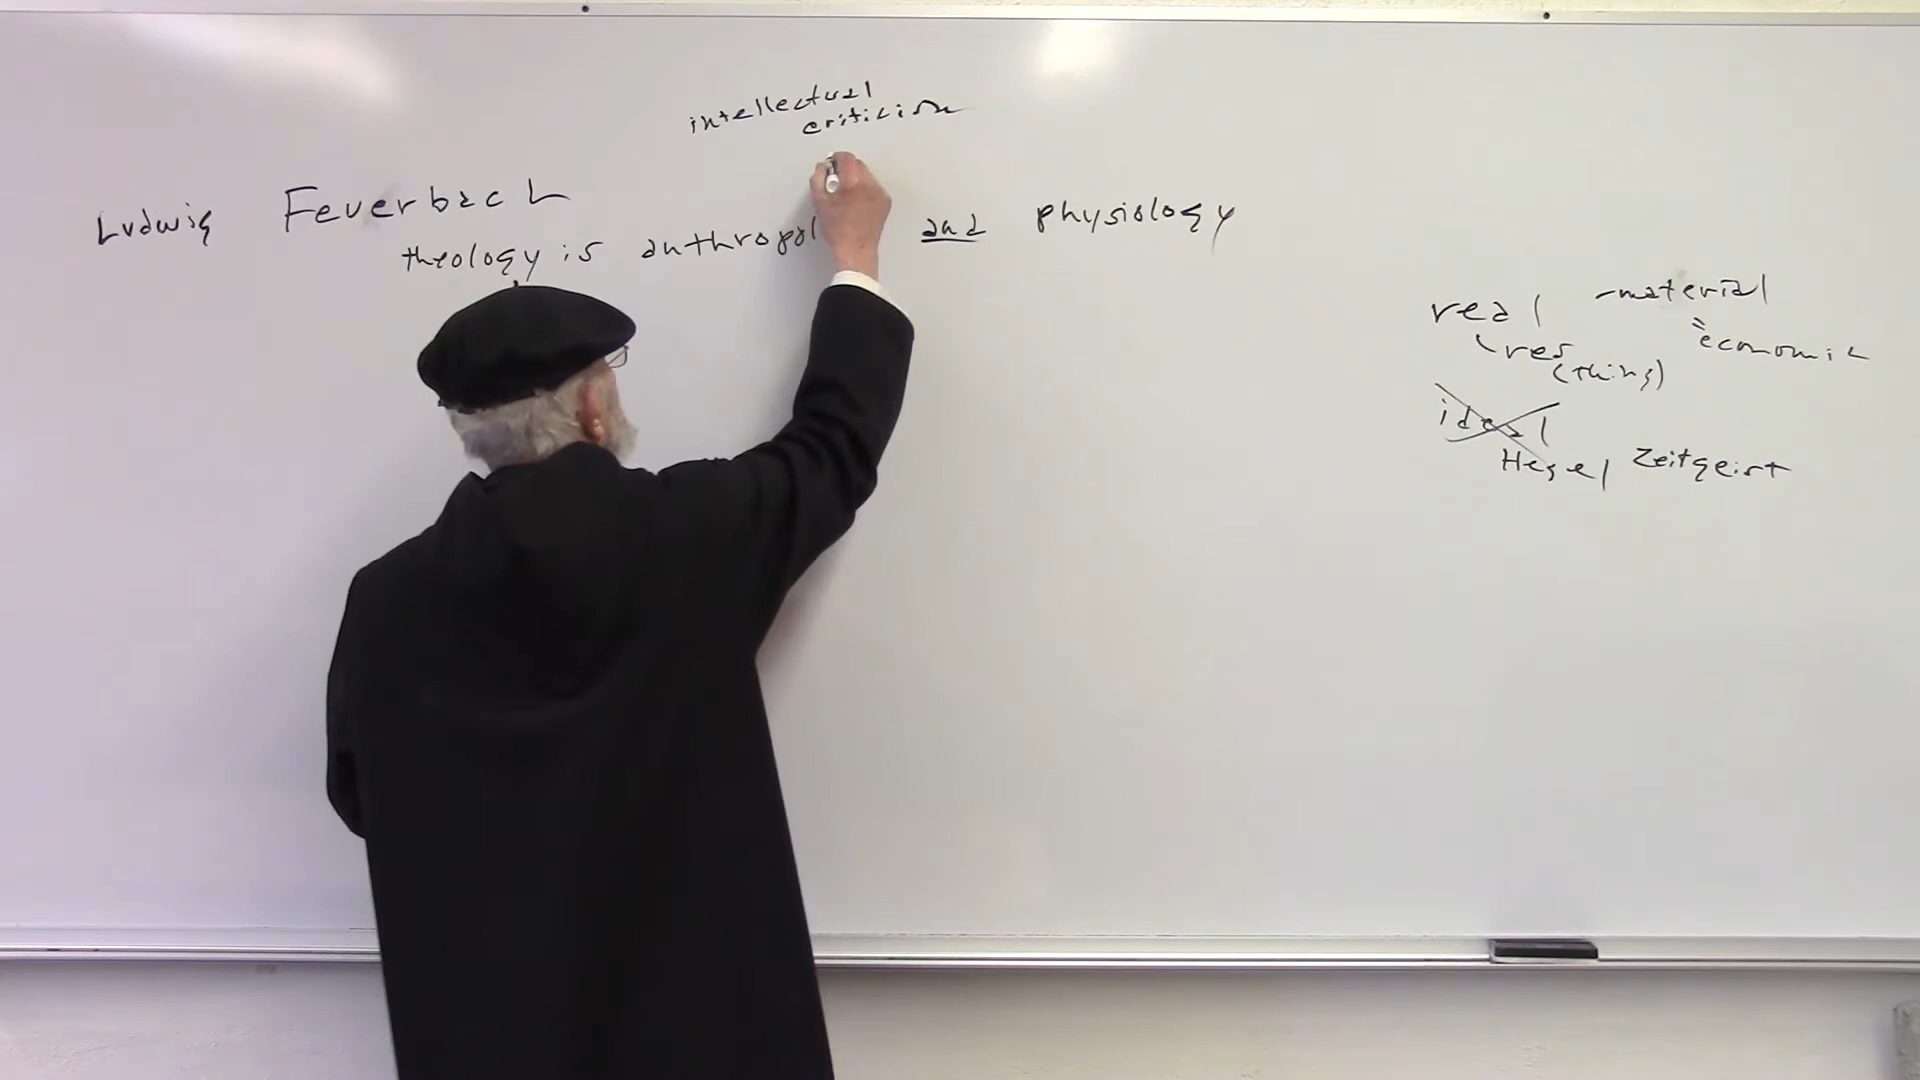 intellectual
criticism
Ludwig Feuerbach
theology is anthropol and physiology
real - material
= economic
res
(thing)
ideal
Hegel Zeitgeist